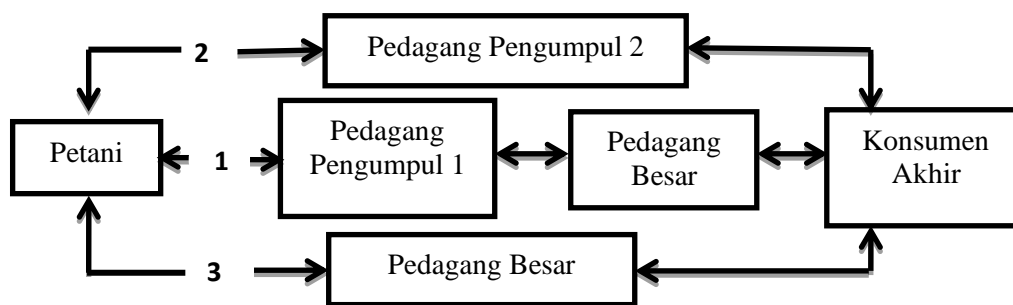 2
Pedagang Pengumpul 2
Petani
1
Pedagang
Pengumpul 1
Pedagang
Besar
Konsumen
Akhir
3
Pedagang Besar